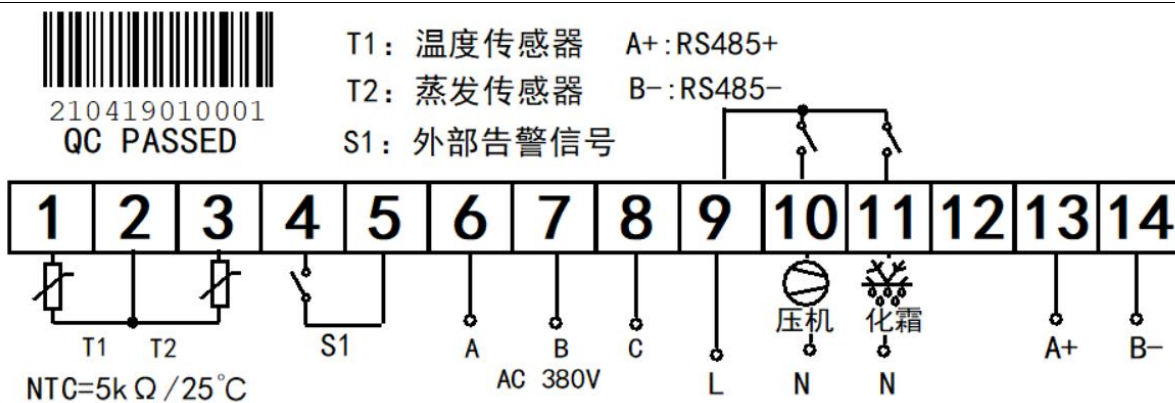 210419010001
QC PASSED
T1: 温度传感器 A+:RS485+
T2: 蒸发传感器 B-:RS485-
S1: 外部告警信号
1 2 3 4 5 6 7 8 9 10 11 12 13 14
压机 化霜
T1 T2 S1 A B C A+ B-
AC 380V
L N N
NTC=5kΩ/25℃